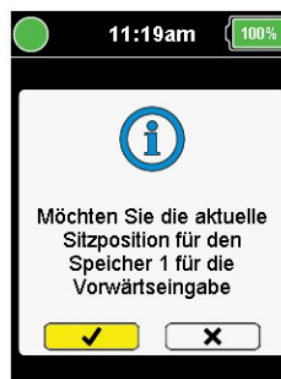 11:19am 100%
Möchten Sie die aktuelle
Sitzposition für den
Speicher 1 für die
Vorwärtseingabe